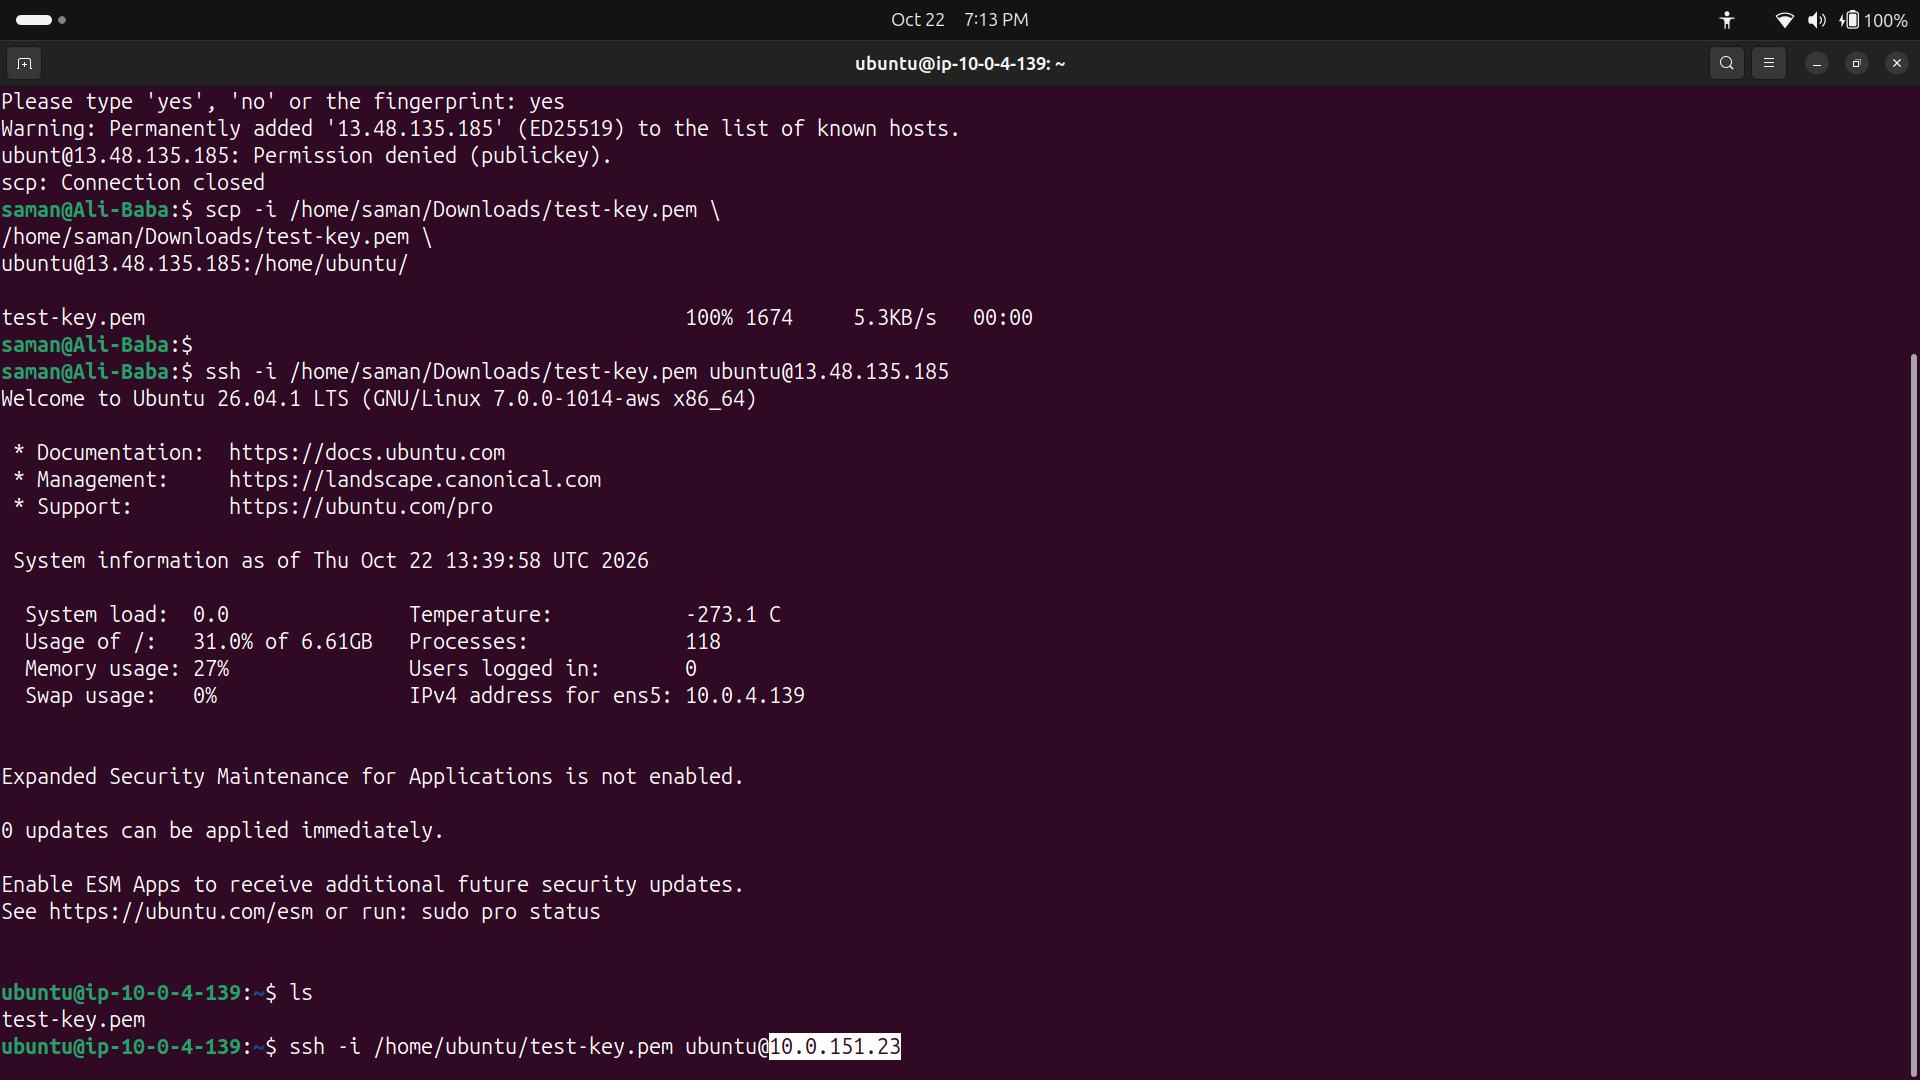 Oct 22 7:13 PM
100%
ubuntu@ip-10-0-4-139: ~
Please type 'yes', 'no' or the fingerprint: yes
Warning: Permanently added '13.48.135.185' (ED25519) to the list of known hosts.
ubunt@13.48.135.185: Permission denied (publickey).
scp: Connection closed
saman@Ali-Baba:$ scp -i /home/saman/Downloads/test-key.pem \
/home/saman/Downloads/test-key.pem \
ubuntu@13.48.135.185:/home/ubuntu/
test-key.pem 100% 1674 5.3KB/s 00:00
saman@Ali-Baba:$
saman@Ali-Baba:$ ssh -i /home/saman/Downloads/test-key.pem ubuntu@13.48.135.185
Welcome to Ubuntu 26.04.1 LTS (GNU/Linux 7.0.0-1014-aws x86_64)
* Documentation: https://docs.ubuntu.com
* Management: https://landscape.canonical.com
* Support: https://ubuntu.com/pro
System information as of Thu Oct 22 13:39:58 UTC 2026
System load: 0.0 Temperature: -273.1 C
Usage of /: 31.0% of 6.61GB Processes: 118
Memory usage: 27% Users logged in: 0
Swap usage: 0% IPv4 address for ens5: 10.0.4.139
Expanded Security Maintenance for Applications is not enabled.
0 updates can be applied immediately.
Enable ESM Apps to receive additional future security updates.
See https://ubuntu.com/esm or run: sudo pro status
ubuntu@ip-10-0-4-139:~$ ls
test-key.pem
ubuntu@ip-10-0-4-139:~$ ssh -i /home/ubuntu/test-key.pem ubuntu@10.0.151.23